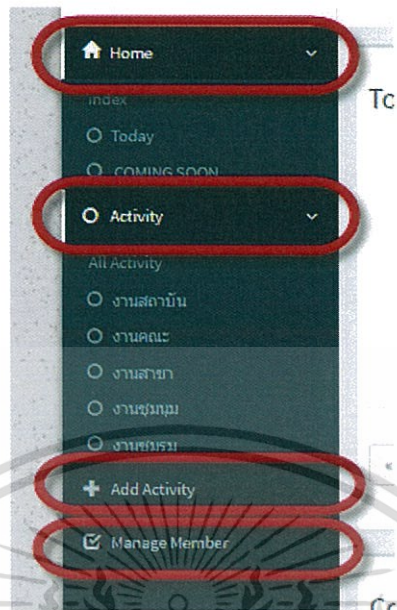 Home
Index
Today
COMING SOON
Activity
All Activity
งานสถาบัน
งานคณะ
งานสาขา
งานชุมนุม
งานชมรม
Add Activity
Manage Member